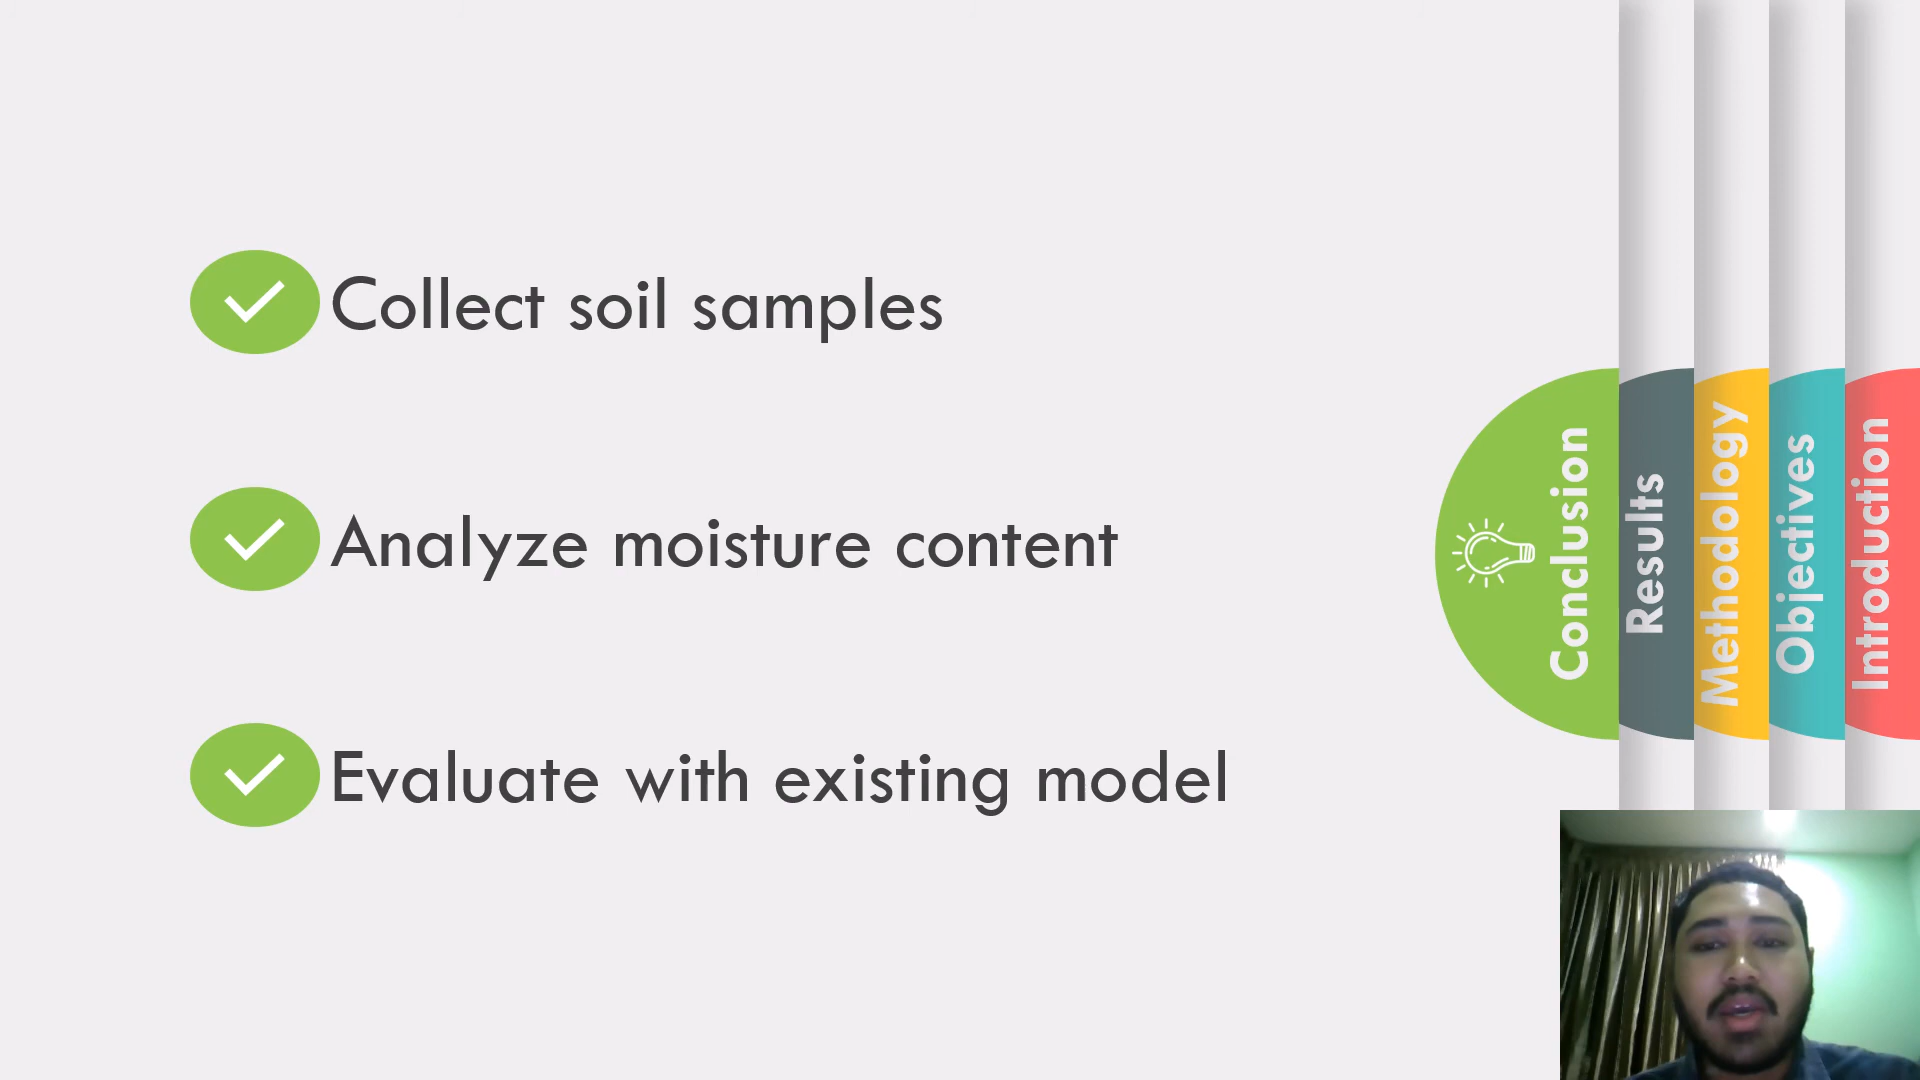 Collect soil samples
Analyze moisture content
Evaluate with existing model
Conclusion
Results
Methodology
Objectives
Introduction